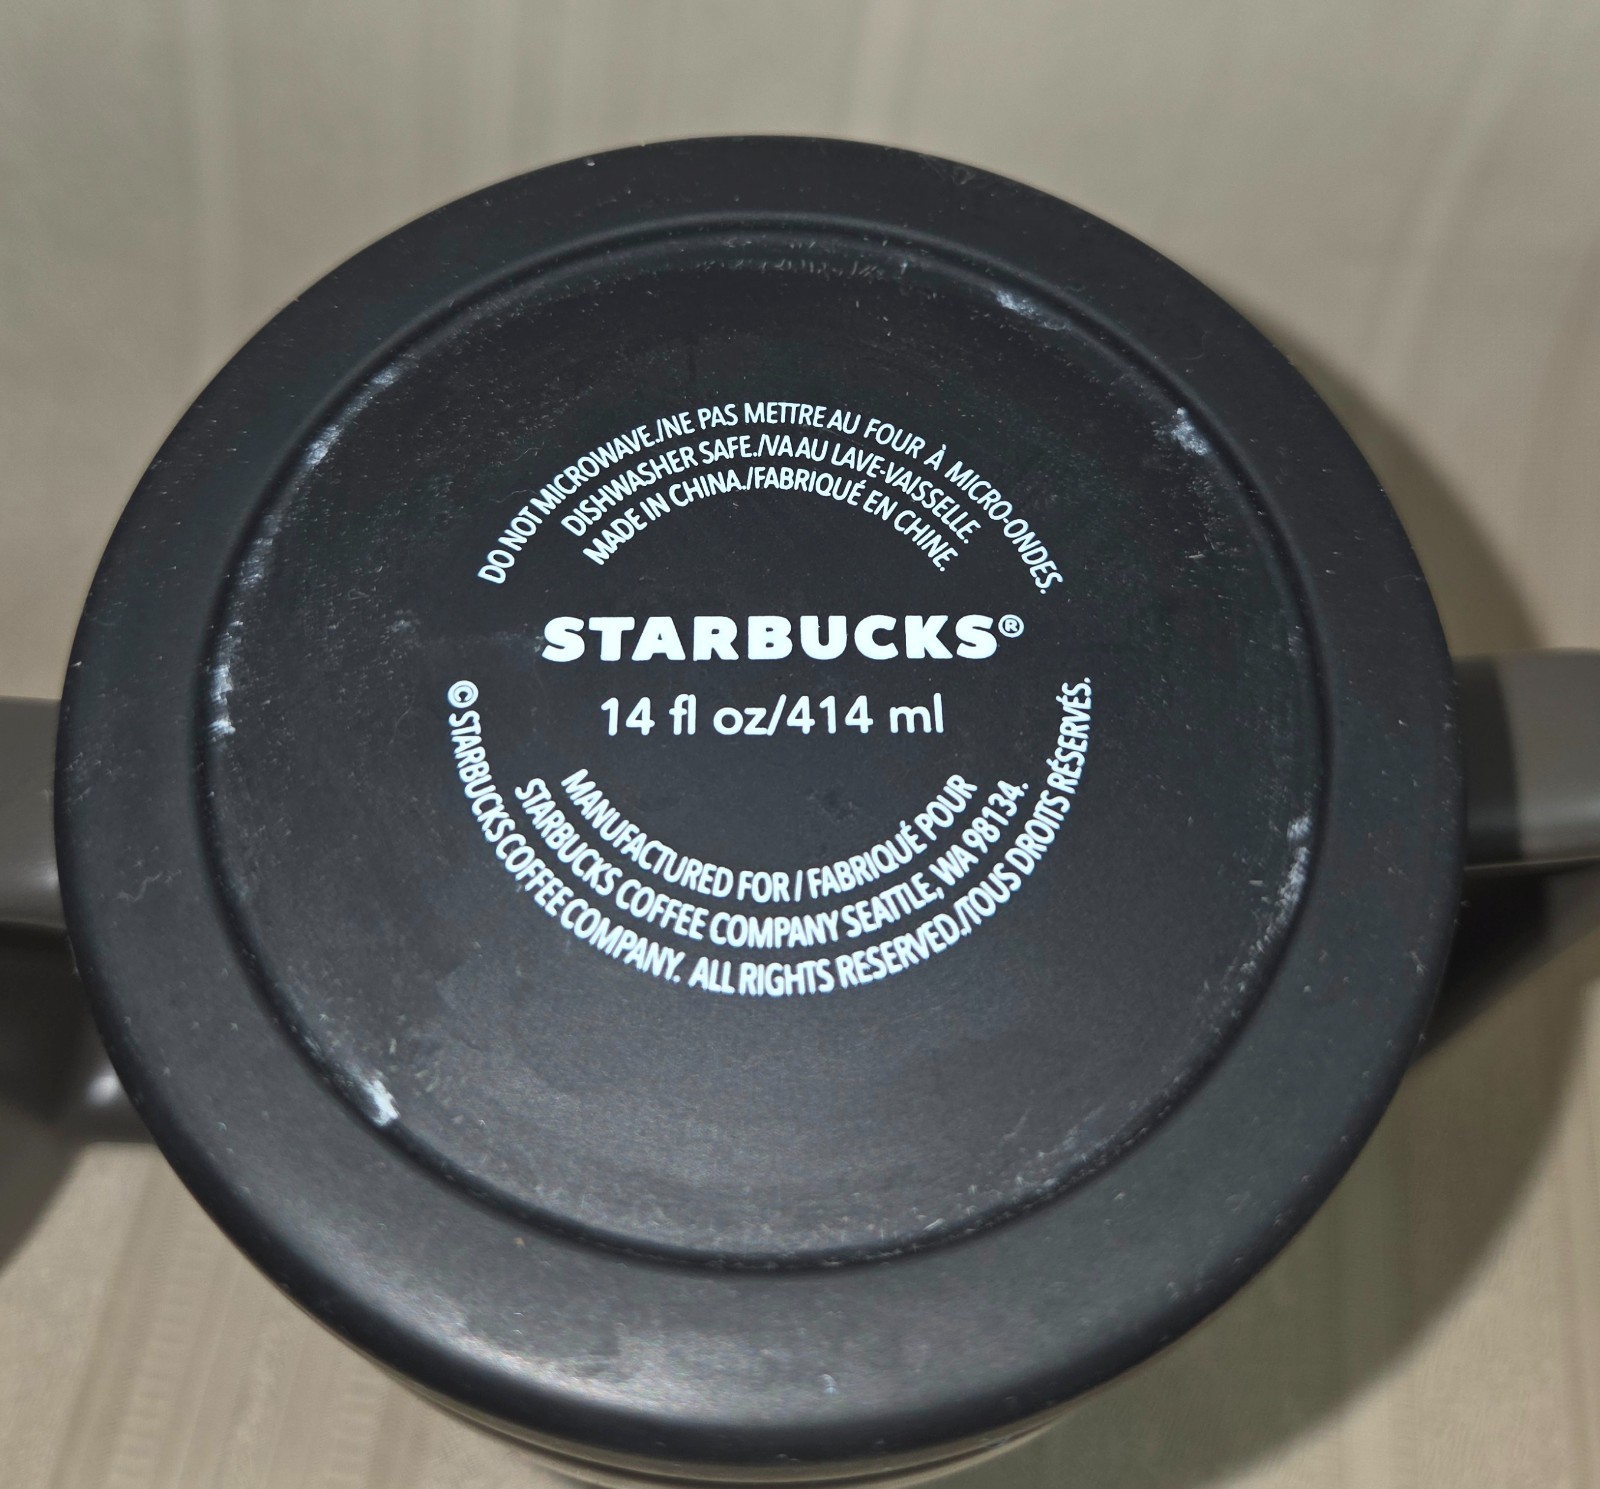 DO NOT MICROWAVE./NE PAS METTRE AU FOUR À MICRO-ONDES.
DISHWASHER SAFE./VA AU LAVE-VAISSELLE.
MADE IN CHINA./FABRIQUÉ EN CHINE.
STARBUCKS®
14 fl oz/414 ml
MANUFACTURED FOR / FABRIQUÉ POUR
STARBUCKS COFFEE COMPANY SEATTLE, WA 98134.
© STARBUCKS COFFEE COMPANY. ALL RIGHTS RESERVED./TOUS DROITS RÉSERVÉS.